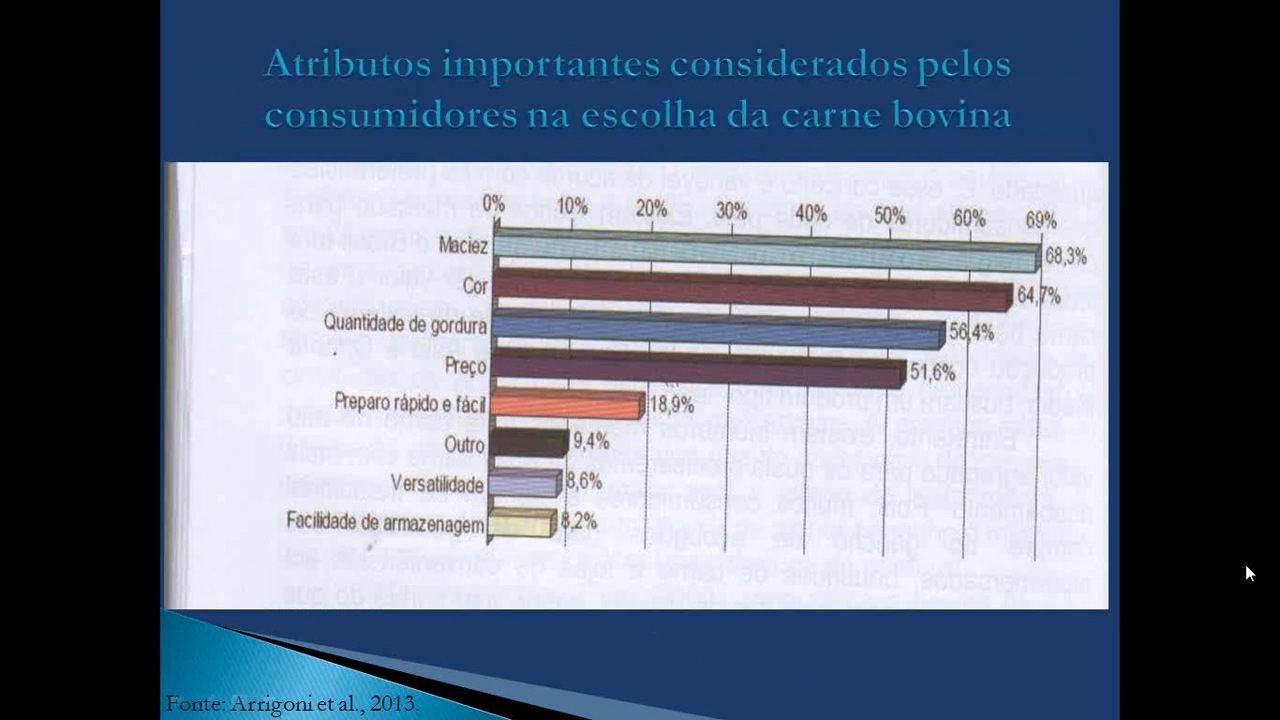 Atributos importantes considerados pelos
consumidores na escolha da carne bovina
0% 10% 20% 30% 40% 50% 60% 69%
Maciez 68,3%
Cor 64,7%
Quantidade de gordura 56,4%
Preço 51,6%
Preparo rápido e fácil 18,9%
Outro 9,4%
Versatilidade 8,6%
Facilidade de armazenagem 8,2%
Fonte: Arrigoni et al., 2013.